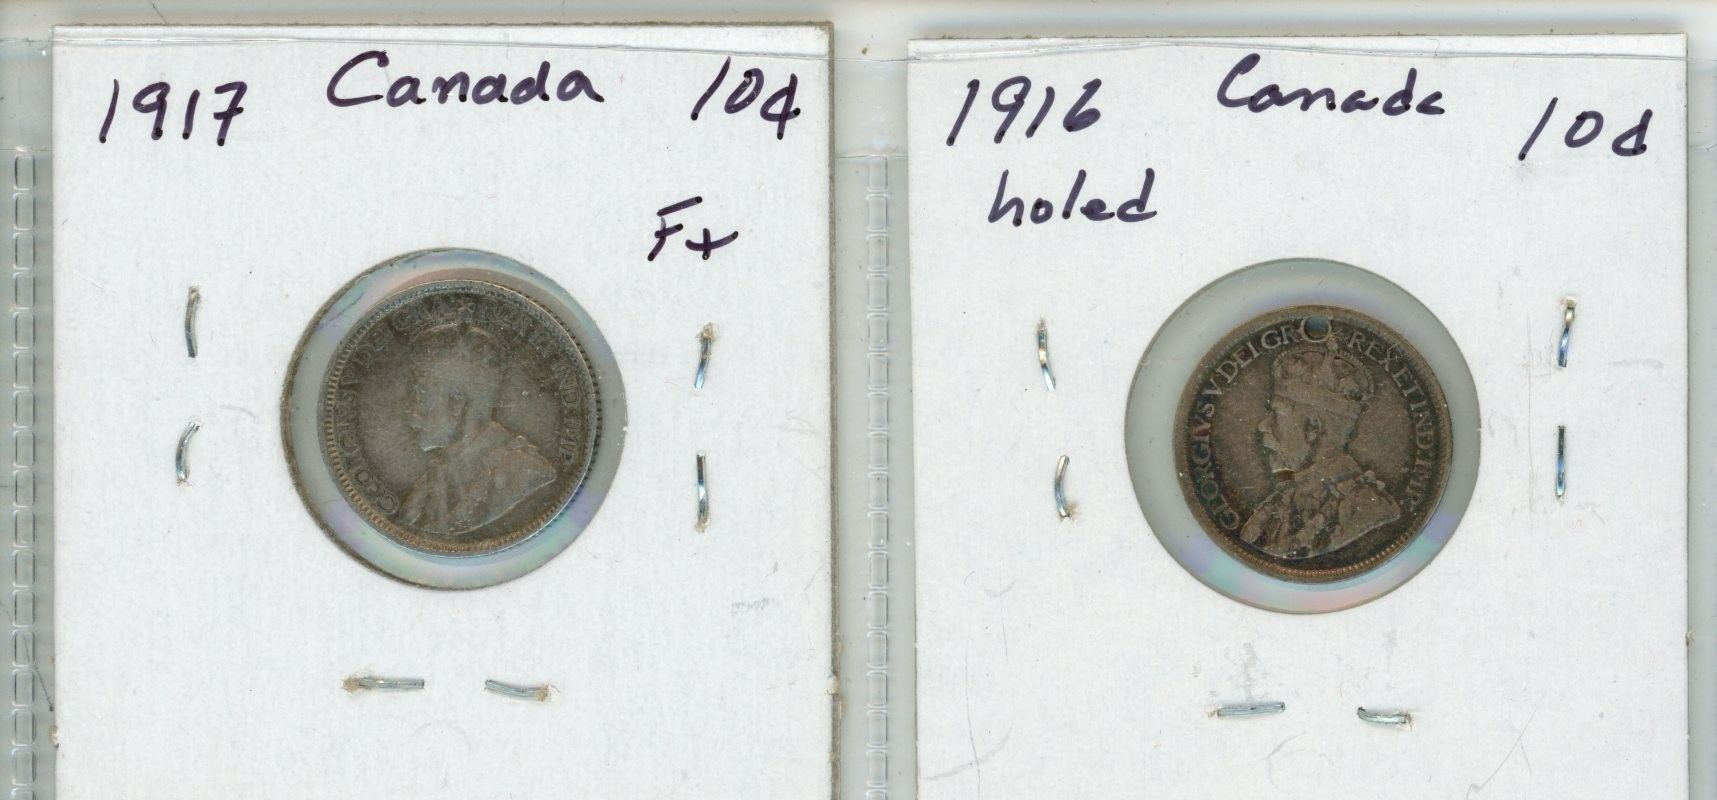 1917 Canada 10¢
F+
GEORGIVS V DEI GRA: REX ET IND: IMP:
1916 Canada 10¢
holed
GEORGIVS V DEI GR REX ET IND: IMP: